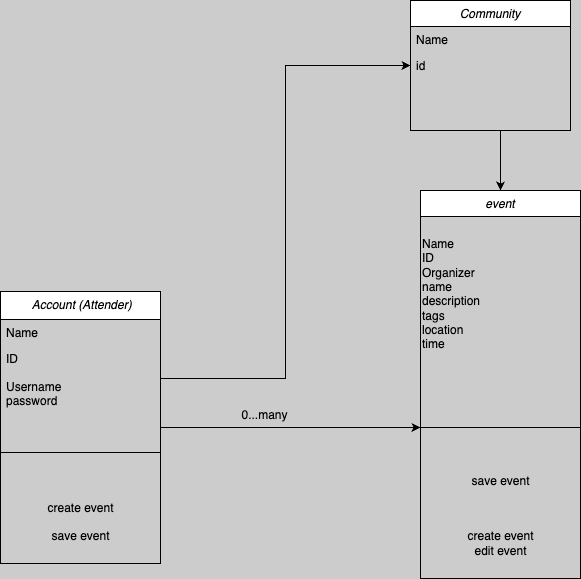 Community
Name
id
event
Name
ID
Organizer
name
description
tags
location
time
Account (Attender)
Name
ID
Username
password
0...many
save event
create event
save event
create event
edit event